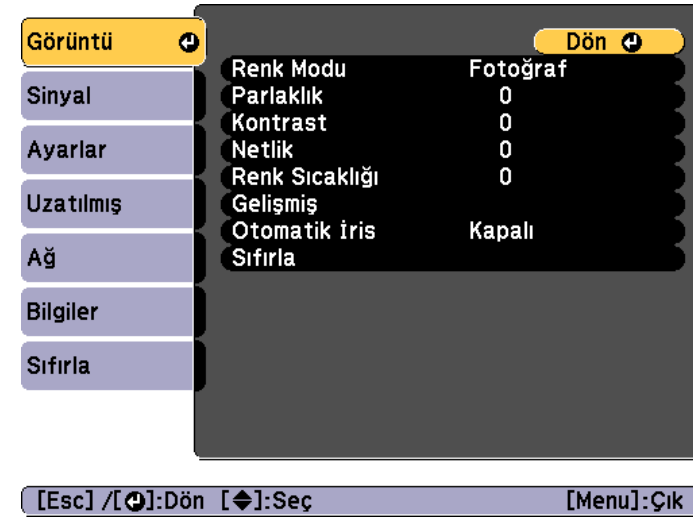 Görüntü
Sinyal
Ayarlar
Uzatılmış
Ağ
Bilgiler
Sıfırla
Dön
Renk Modu Fotoğraf
Parlaklık 0
Kontrast 0
Netlik 0
Renk Sıcaklığı 0
Gelişmiş
Otomatik İris Kapalı
Sıfırla
[Esc] /[]:Dön []:Seç [Menu]:Çık